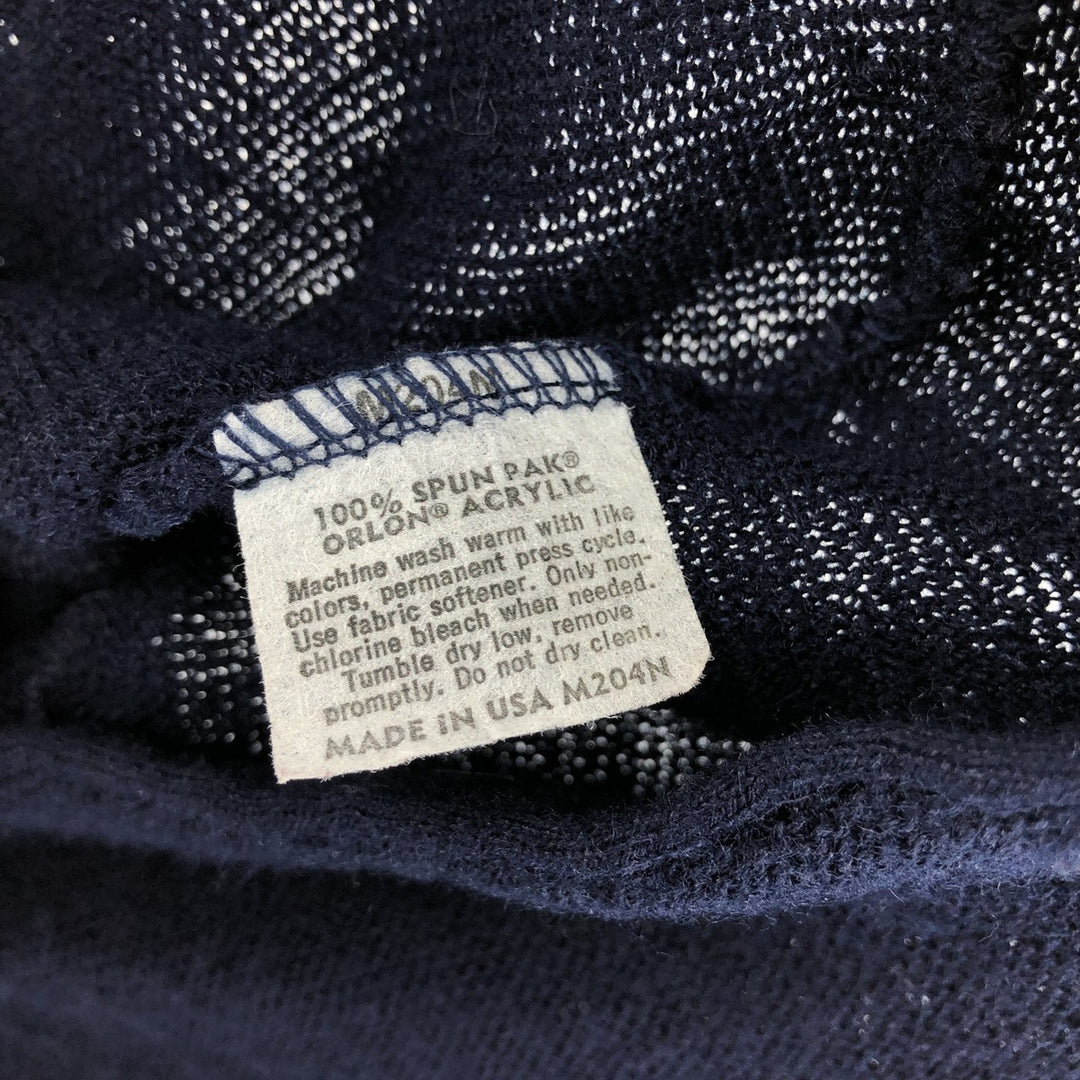 M204N
100% SPUN PAK®
ORLON® ACRYLIC
Machine wash warm with like
colors, permanent press cycle.
Use fabric softener. Only non-
chlorine bleach when needed.
Tumble dry low, remove
promptly. Do not dry clean.
MADE IN USA M204N